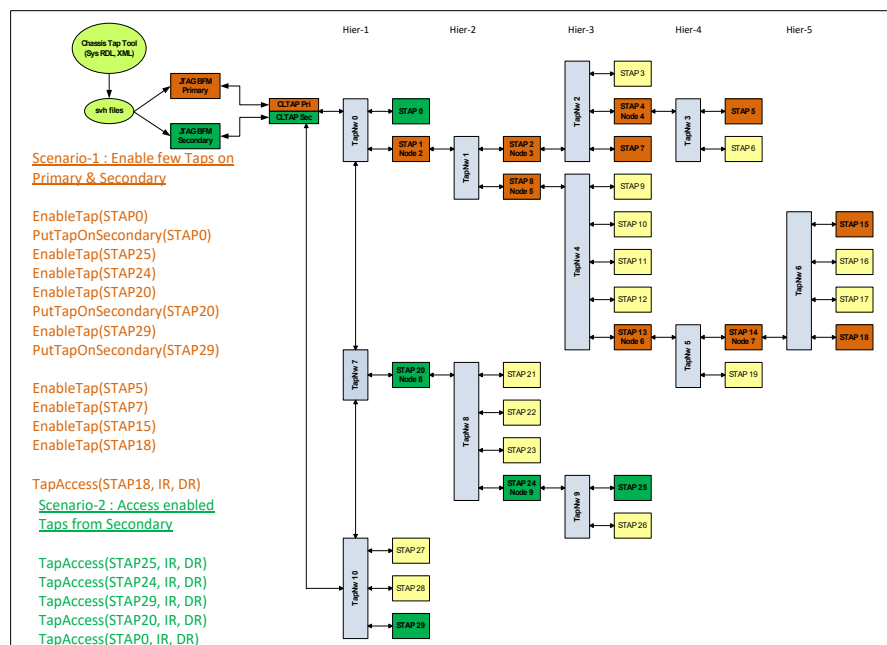 Hier-1
Hier-2
Hier-3
Hier-4
Hier-5
Chassis Tap Tool
(Sys RDL, XML)
svh files
JTAG BFM
Primary
JTAG BFM
Secondary
CLTAP Pri
CLTAP Sec
Scenario-1 : Enable few Taps on
Primary & Secondary
EnableTap(STAP0)
PutTapOnSecondary(STAP0)
EnableTap(STAP25)
EnableTap(STAP24)
EnableTap(STAP20)
PutTapOnSecondary(STAP20)
EnableTap(STAP29)
PutTapOnSecondary(STAP29)
EnableTap(STAP5)
EnableTap(STAP7)
EnableTap(STAP15)
EnableTap(STAP18)
TapAccess(STAP18, IR, DR)
Scenario-2 : Access enabled
Taps from Secondary
TapAccess(STAP25, IR, DR)
TapAccess(STAP24, IR, DR)
TapAccess(STAP29, IR, DR)
TapAccess(STAP20, IR, DR)
TapAccess(STAP0, IR, DR)
TapNw 0
STAP 0
STAP 1
Node 2
TapNw 1
STAP 2
Node 3
STAP 8
Node 5
TapNw 2
STAP 3
STAP 4
Node 4
STAP 7
TapNw 3
STAP 5
STAP 6
TapNw 4
STAP 9
STAP 10
STAP 11
STAP 12
STAP 13
Node 6
TapNw 5
STAP 14
Node 7
STAP 19
TapNw 6
STAP 15
STAP 16
STAP 17
STAP 18
TapNw 7
STAP 20
Node 8
TapNw 8
STAP 21
STAP 22
STAP 23
STAP 24
Node 9
TapNw 9
STAP 25
STAP 26
TapNw 10
STAP 27
STAP 28
STAP 29